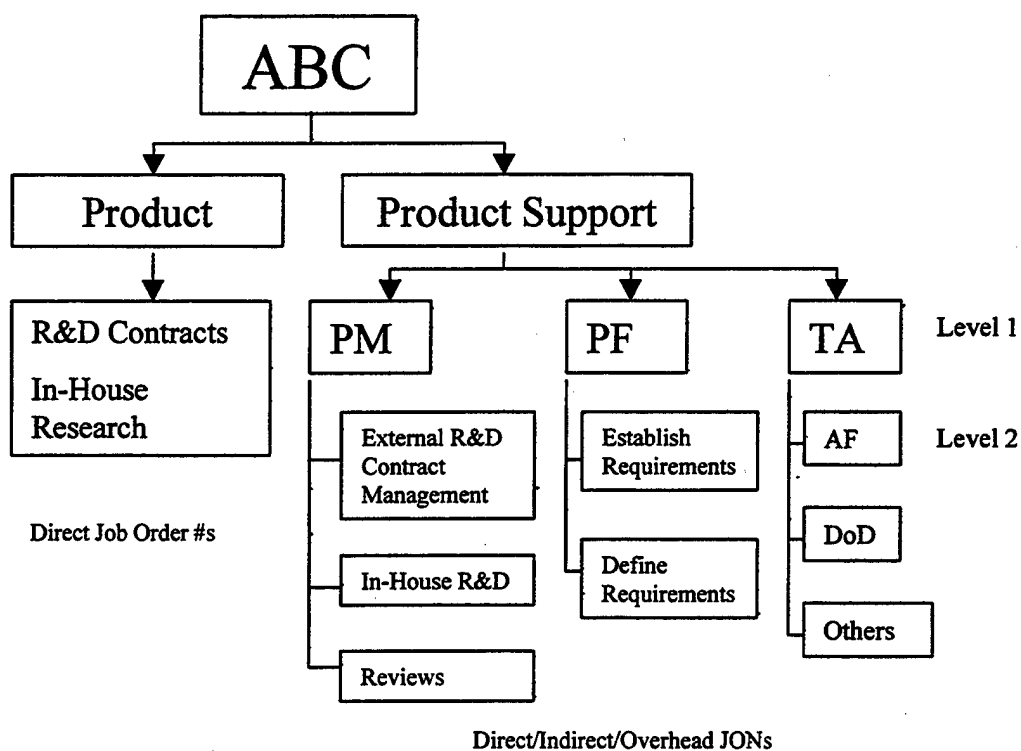 ABC
Product
Product Support
R&D Contracts
In-House
Research
PM
PF
TA
Level 1
External R&D
Contract
Management
Establish
Requirements
AF
Level 2
Direct Job Order #s
In-House R&D
Define
Requirements
DoD
Reviews
Others
Direct/Indirect/Overhead JONs